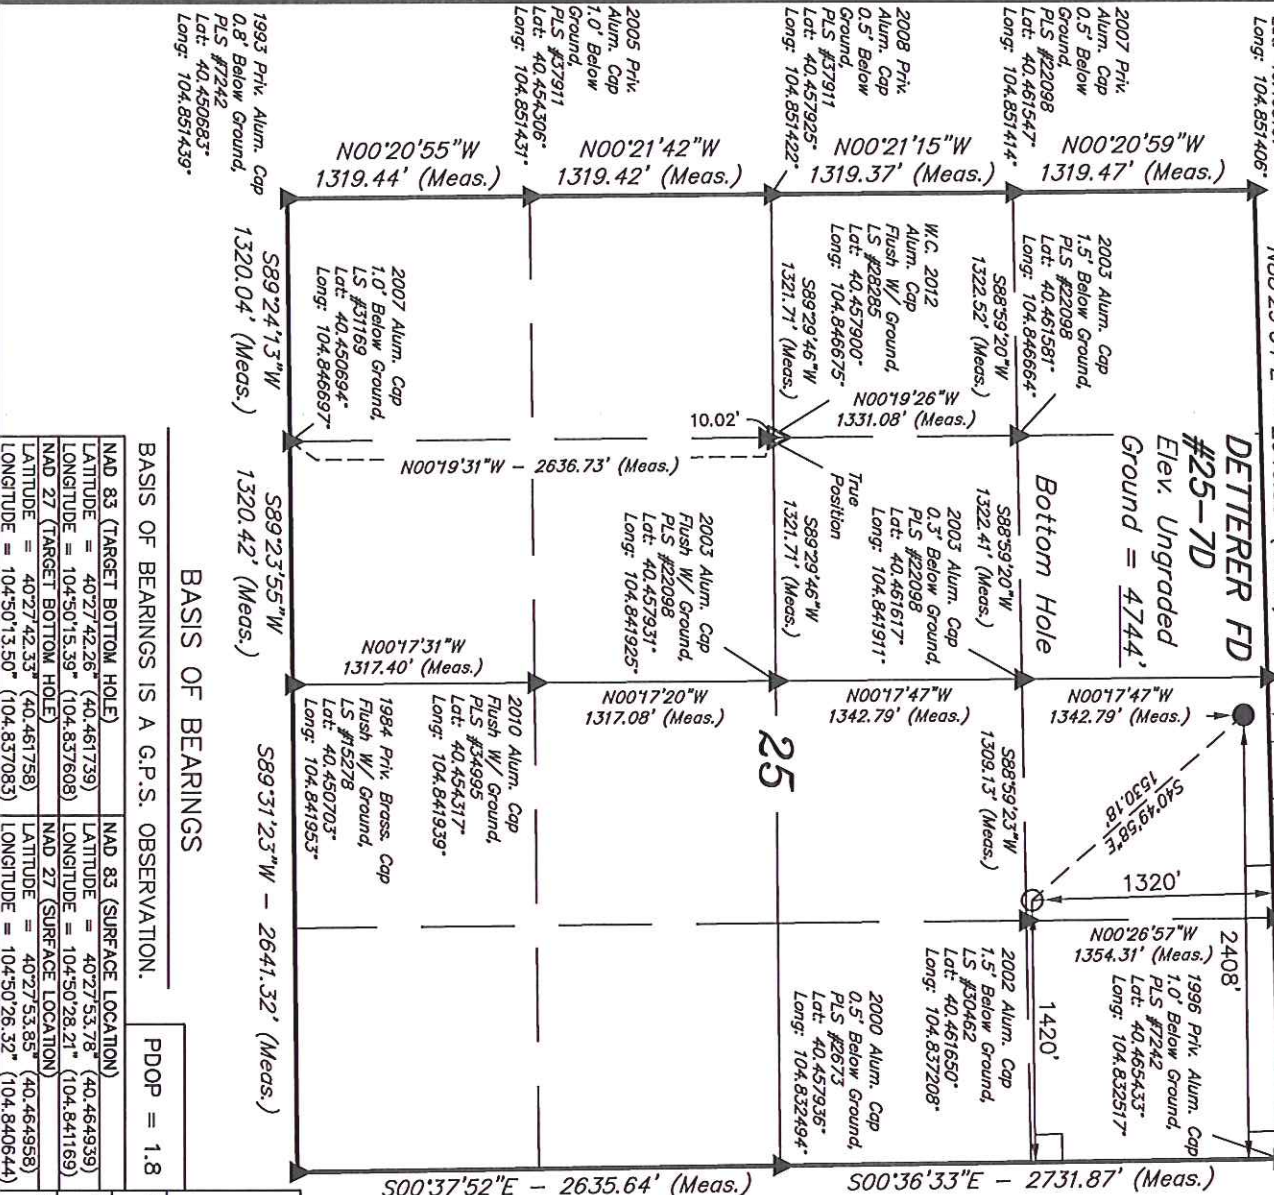 Long: 104.851406°
2007 Priv.
Alum. Cap
0.5' Below
Ground,
PLS #22098
Lat: 40.461547°
Long: 104.851414°
2008 Priv.
Alum. Cap
0.5' Below
Ground,
PLS #37911
Lat: 40.457925°
Long: 104.851422°
2005 Priv.
Alum. Cap
1.0' Below
Ground,
PLS #37911
Lat: 40.454306°
Long: 104.851431°
1993 Priv. Alum. Cap
0.8' Below Ground,
PLS #7242
Lat: 40.450683°
Long: 104.851439°
N00°20'55"W
1319.44' (Meas.)
N00°21'42"W
1319.42' (Meas.)
N00°21'15"W
1319.37' (Meas.)
N00°20'59"W
1319.47' (Meas.)
2003 Alum. Cap
1.5' Below Ground,
PLS #22098
Lat: 40.461581°
Long: 104.846664°
S88°59'20"W
1322.52' (Meas.)
W.C. 2012
Alum. Cap
Flush W/ Ground,
LS #28285
Lat: 40.457900°
Long: 104.846675°
S89°29'46"W
1321.71' (Meas.)
2007 Alum. Cap
1.0' Below Ground,
LS #31169
Lat: 40.450694°
Long: 104.846697°
S89°24'13"W
1320.04' (Meas.)
10.02'
N00°19'26"W
1331.08' (Meas.)
N00°19'31"W - 2636.73' (Meas.)
True
Position
DETTERER FD
#25-7D
Elev. Ungraded
Ground = 4744'
Bottom Hole
S88°59'20"W
1322.41' (Meas.)
2003 Alum. Cap
0.3' Below Ground,
PLS #22098
Lat: 40.461617°
Long: 104.841911°
S89°29'46"W
1321.71' (Meas.)
2003 Alum. Cap
Flush W/ Ground,
PLS #22098
Lat: 40.457931°
Long: 104.841925°
S89°23'55"W
1320.42' (Meas.)
N00°17'31"W
1317.40' (Meas.)
N00°17'20"W
1317.08' (Meas.)
N00°17'47"W
1342.79' (Meas.)
N00°17'47"W
1342.79' (Meas.)
25
2010 Alum. Cap
Flush W/ Ground,
PLS #34995
Lat: 40.454317°
Long: 104.841939°
1984 Priv. Brass. Cap
Flush W/ Ground,
LS #15278
Lat: 40.450703°
Long: 104.841953°
S88°59'23"W
1309.13' (Meas.)
S40°49'58"E
1530.18'
1320'
2408'
1420'
N00°26'57"W
1354.31' (Meas.)
1996 Priv. Alum. Cap
1.0' Below Ground,
PLS #7242
Lat: 40.465433°
Long: 104.832517°
2002 Alum. Cap
1.5' Below Ground,
LS #30462
Lat: 40.461650°
Long: 104.837208°
2000 Alum. Cap
0.5' Below Ground,
PLS #2673
Lat: 40.457936°
Long: 104.832494°
S89°31'23"W - 2641.32' (Meas.)
S00°37'52"E - 2635.64' (Meas.)
S00°36'33"E - 2731.87' (Meas.)
BASIS OF BEARINGS
BASIS OF BEARINGS IS A G.P.S. OBSERVATION.
PDOP = 1.8
NAD 83 (TARGET BOTTOM HOLE)
LATITUDE = 40°27'42.26" (40.461739)
LONGITUDE = 104°50'15.39" (104.837608)
NAD 27 (TARGET BOTTOM HOLE)
LATITUDE = 40°27'42.33" (40.461758)
LONGITUDE = 104°50'13.50" (104.837083)
NAD 83 (SURFACE LOCATION)
LATITUDE = 40°27'53.78" (40.464939)
LONGITUDE = 104°50'28.21" (104.841169)
NAD 27 (SURFACE LOCATION)
LATITUDE = 40°27'53.85" (40.464958)
LONGITUDE = 104°50'26.32" (104.840644)